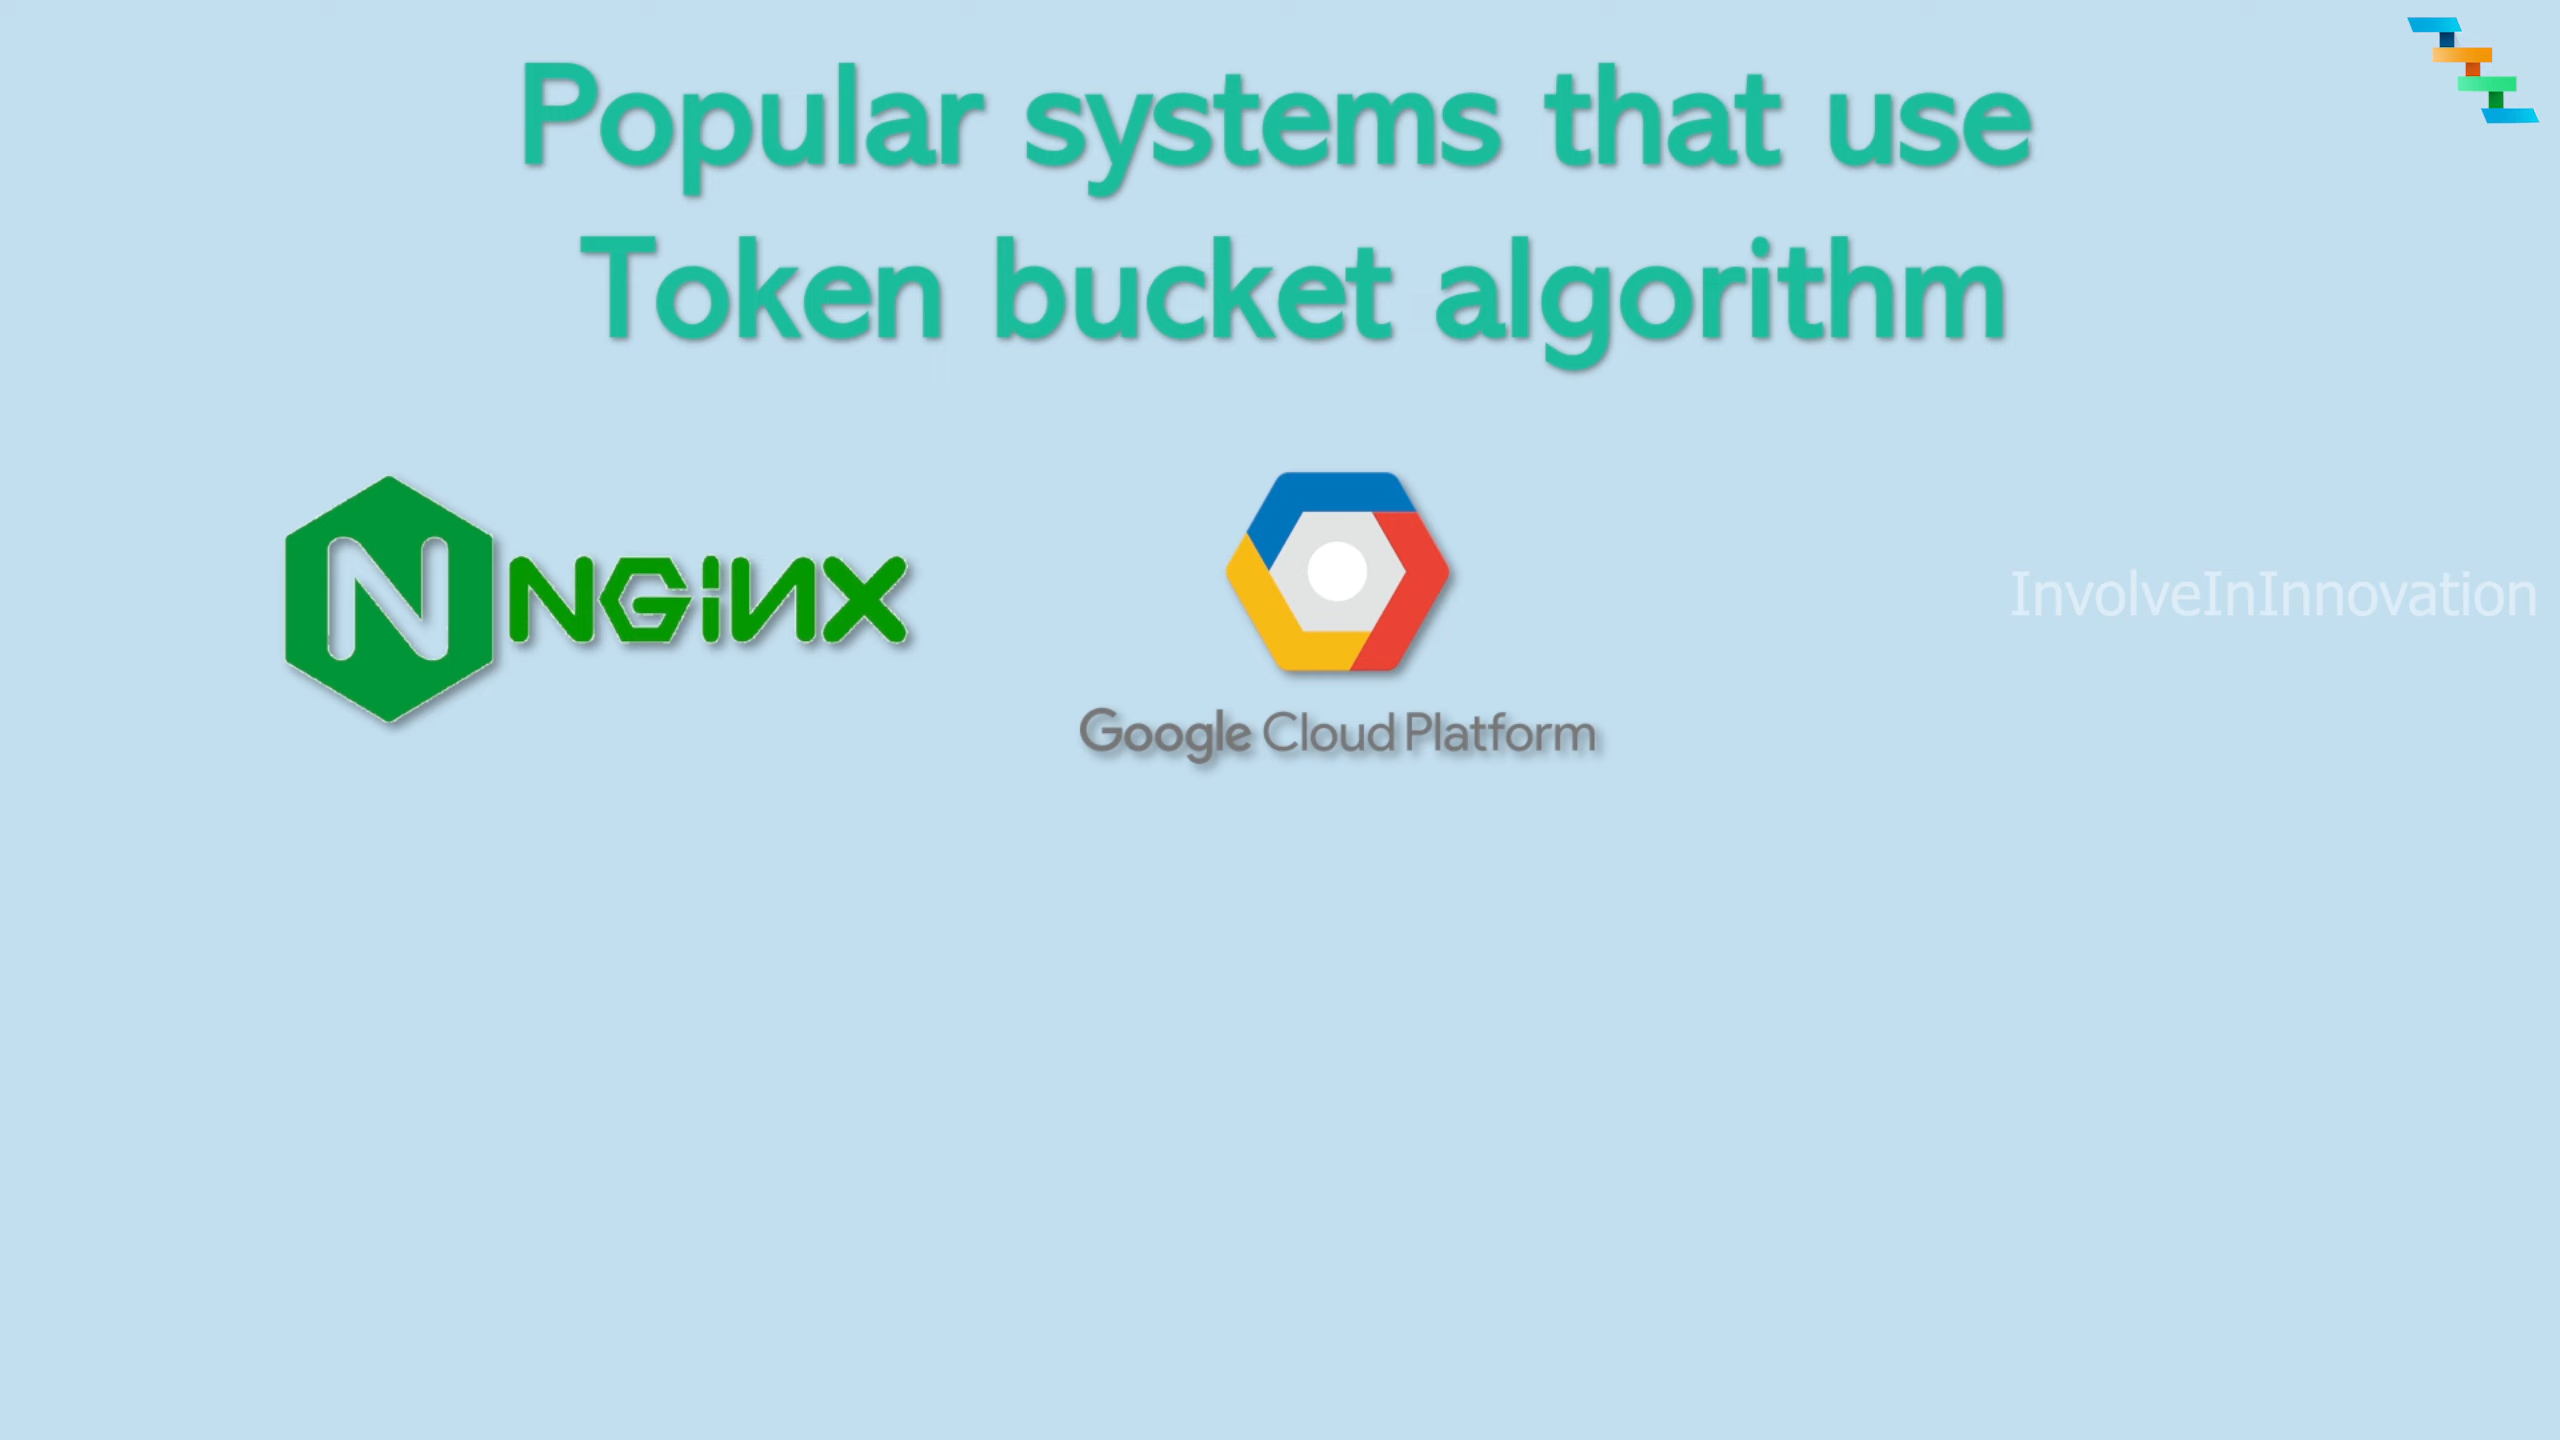 Popular systems that use
Token bucket algorithm
N NGiNX
Google Cloud Platform
InvolveInInnovation